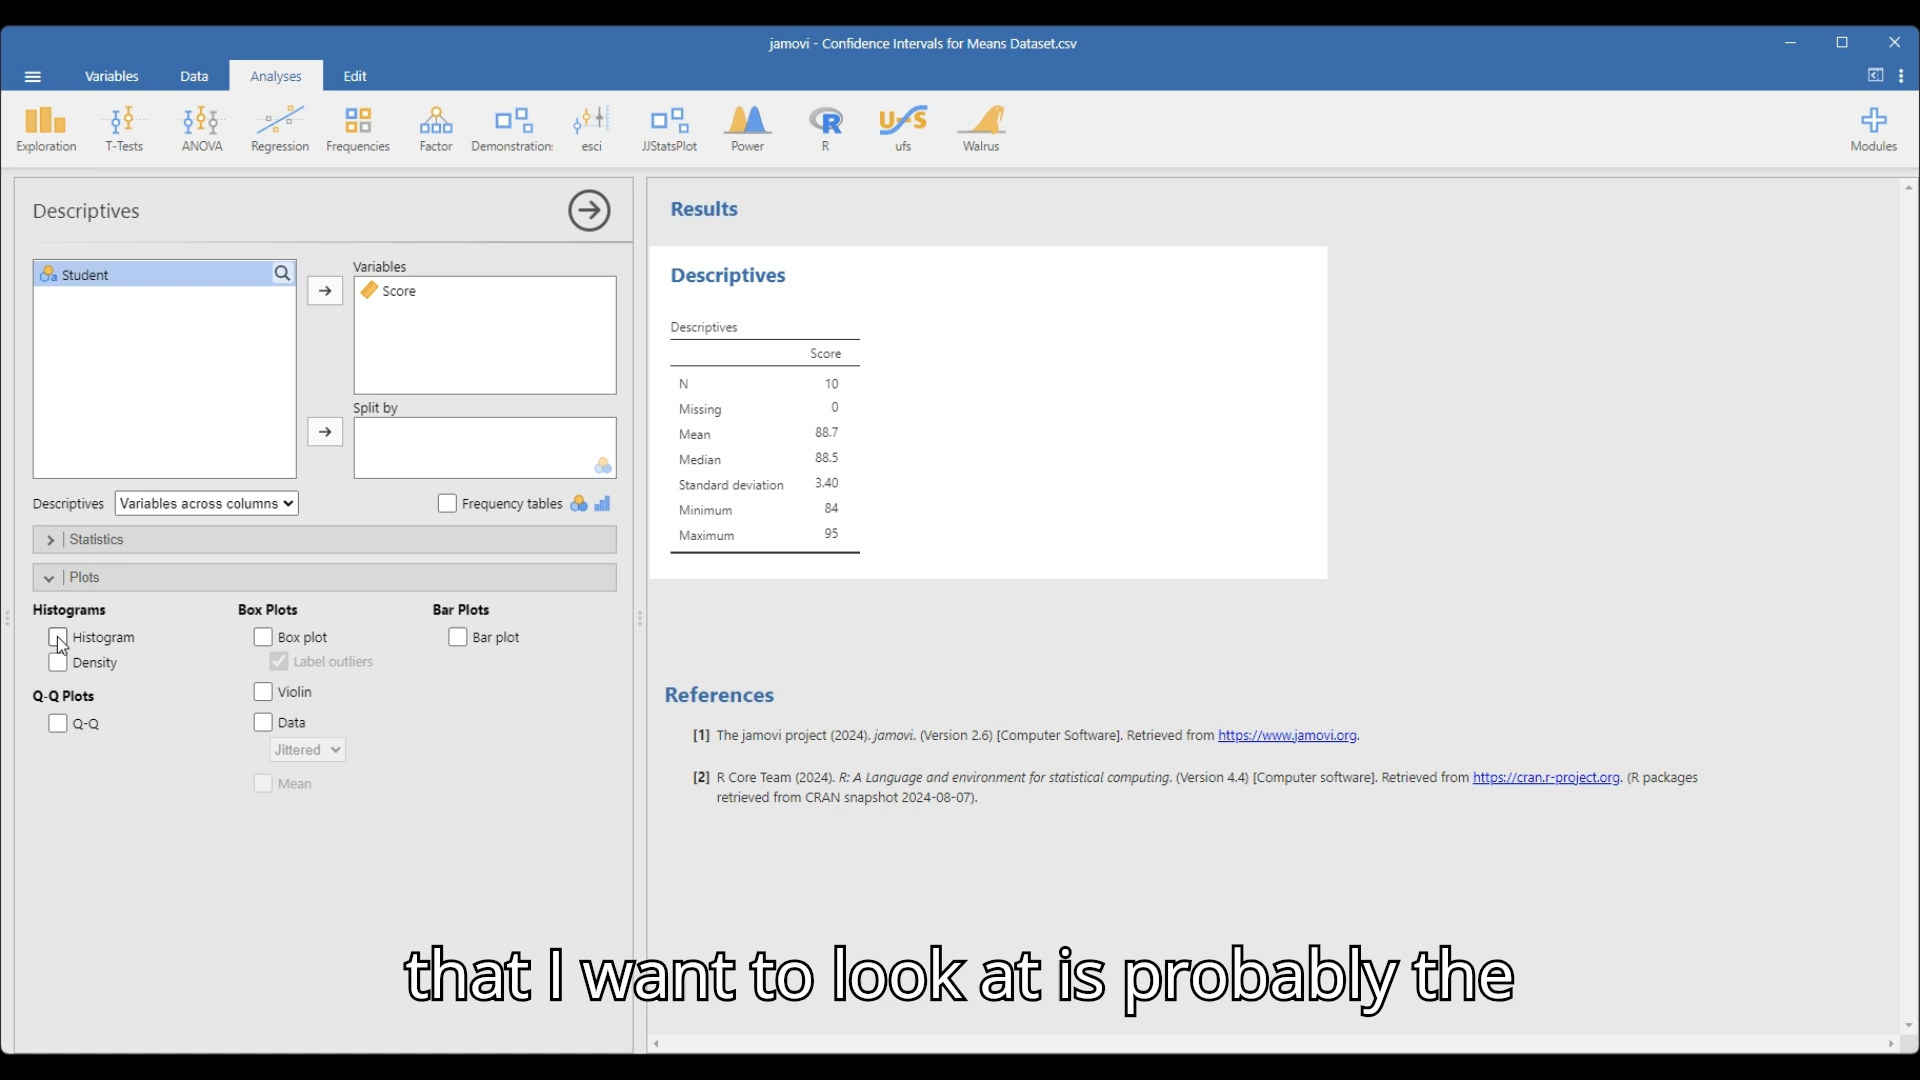 jamovi - Confidence Intervals for Means Dataset.csv
Variables Data Analyses Edit
Exploration T-Tests ANOVA Regression Frequencies Factor Demonstrations esci JJStatsPlot Power R ufs Walrus Modules
Descriptives
Student
Variables
Score
Split by
Descriptives Variables across columns Frequency tables
Statistics
Plots
Histograms Box Plots Bar Plots
Histogram Box plot Bar plot
Density Label outliers
Q-Q Plots Violin
Q-Q Data
Jittered
Mean
Results
Descriptives
Descriptives
Score
N 10
Missing 0
Mean 88.7
Median 88.5
Standard deviation 3.40
Minimum 84
Maximum 95
References
[1] The jamovi project (2024). jamovi. (Version 2.6) [Computer Software]. Retrieved from https://www.jamovi.org.
[2] R Core Team (2024). R: A Language and environment for statistical computing. (Version 4.4) [Computer software]. Retrieved from https://cran.r-project.org. (R packages
retrieved from CRAN snapshot 2024-08-07).
that I want to look at is probably the